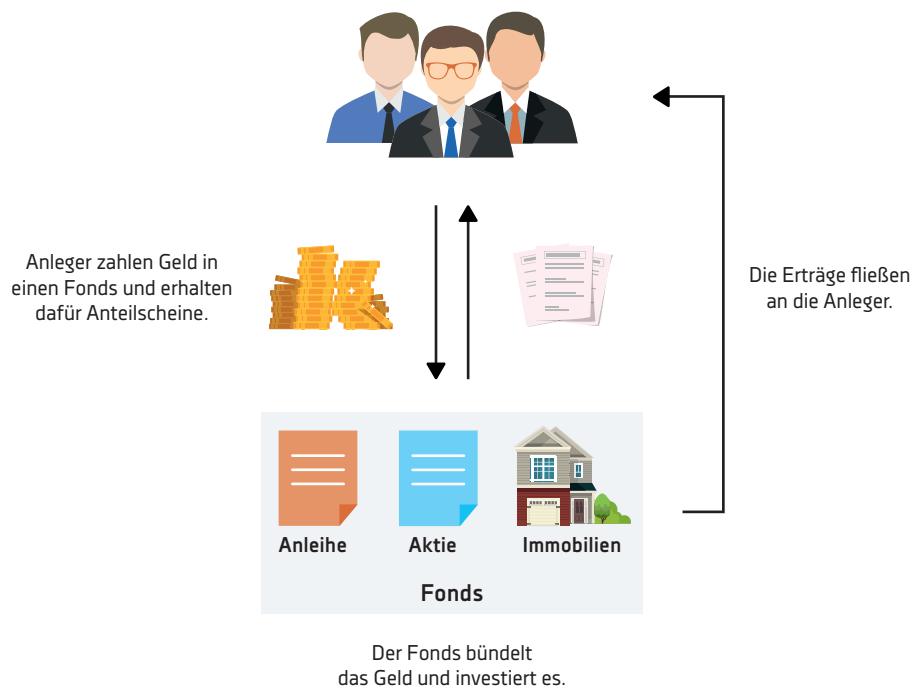 Anleger zahlen Geld in
einen Fonds und erhalten
dafür Anteilscheine.
Die Erträge fließen
an die Anleger.
Anleihe
Aktie
Immobilien
Fonds
Der Fonds bündelt
das Geld und investiert es.